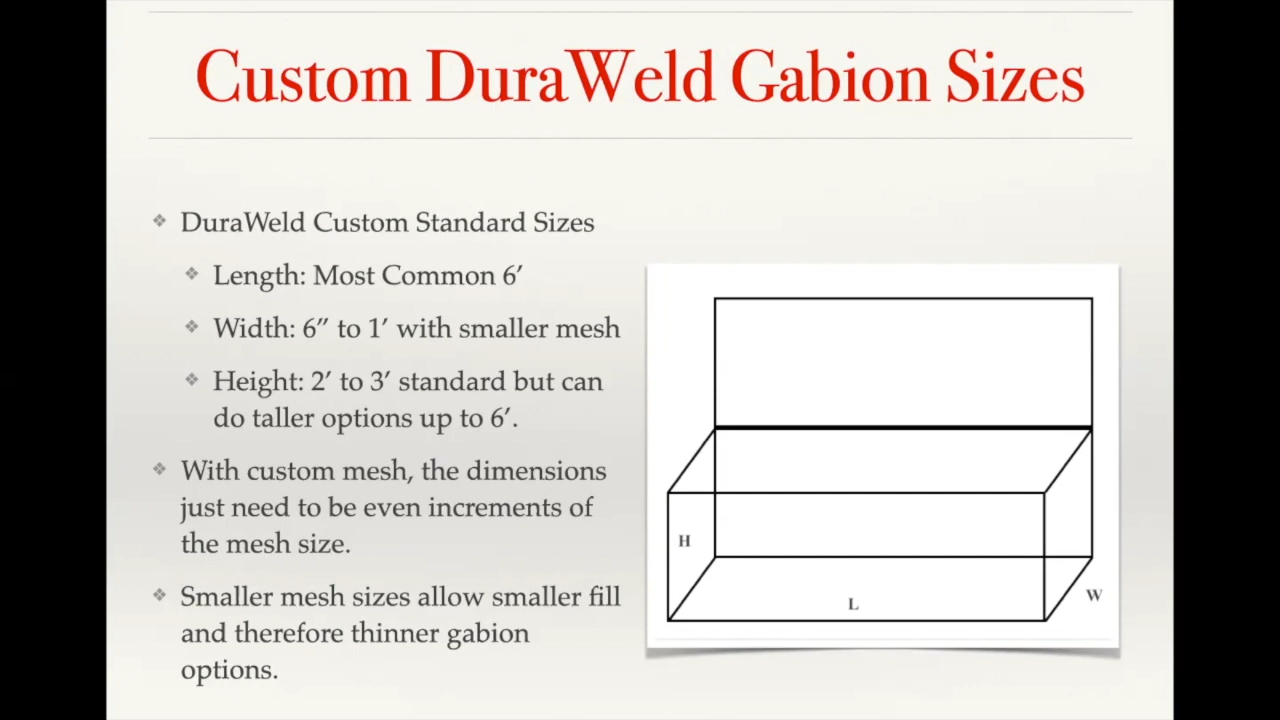 Custom DuraWeld Gabion Sizes
DuraWeld Custom Standard Sizes
Length: Most Common 6′
Width: 6″ to 1′ with smaller mesh
Height: 2′ to 3′ standard but can
do taller options up to 6′.
With custom mesh, the dimensions
just need to be even increments of
the mesh size.
Smaller mesh sizes allow smaller fill
and therefore thinner gabion
options.
H
L
W